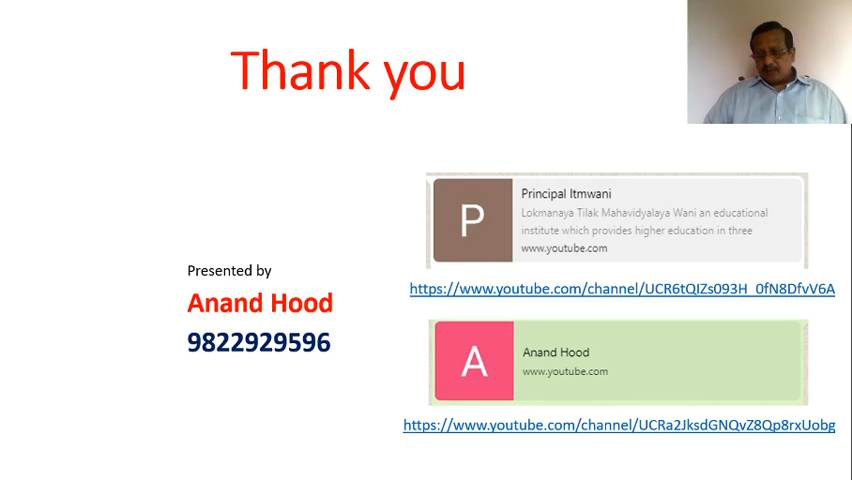 Thank you
Presented by
Anand Hood
9822929596
P
Principal ltmwani
Lokmanaya Tilak Mahavidyalaya Wani an educational
institute which provides higher education in three
www.youtube.com
https://www.youtube.com/channel/UCR6tQIZs093H_0fN8DfvV6A
A
Anand Hood
www.youtube.com
https://www.youtube.com/channel/UCRa2JksdGNQvZ8Qp8rxUobg